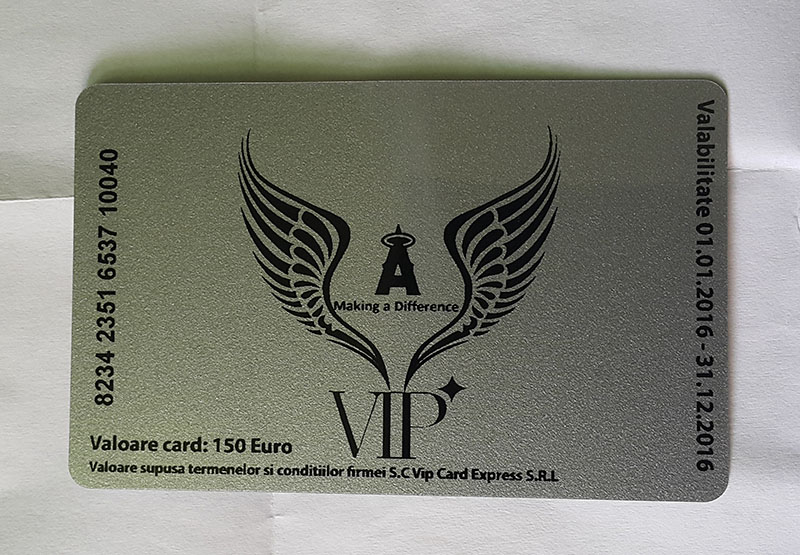 8234 2351 6537 10040
Valabilitate 01.01.2016 - 31.12.2016
A
Making a Difference
VIP
Valoare card: 150 Euro
Valoare supusa termenelor si conditiilor firmei S.C Vip Card Express S.R.L